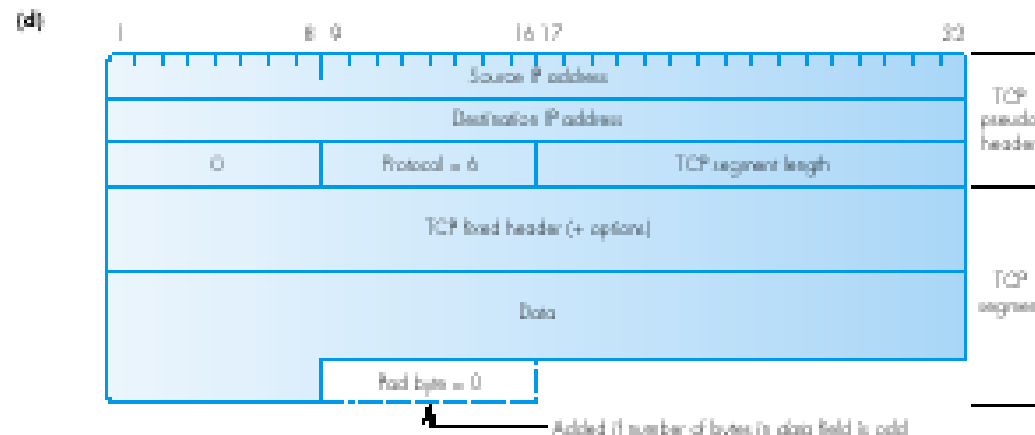 (d)
1 8 9 16 17 32
Source IP address
Destination IP address
TCP
pseudo
header
0 Protocol = 6 TCP segment length
TCP fixed header (+ options)
TCP
segmen
Data
Pad byte = 0
Added if number of bytes in data field is odd